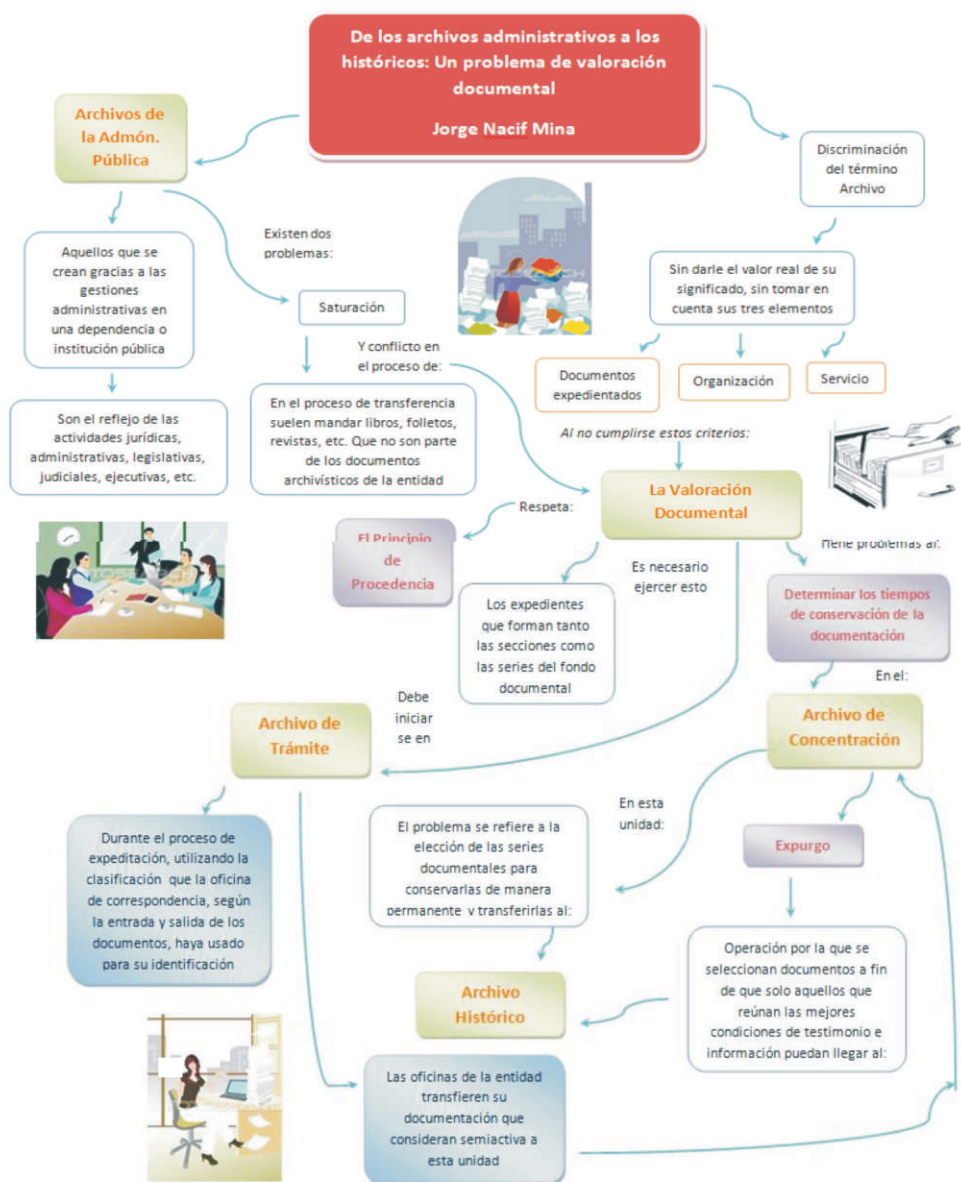 De los archivos administrativos a los
históricos: Un problema de valoración
documental
Jorge Nacif Mina
Archivos de
la Admón.
Pública
Discriminación
del término
Archivo
Aquellos que se
crean gracias a las
gestiones
administrativas en
una dependencia o
institución pública
Existen dos
problemas:
Saturación
Sin darle el valor real de su
significado, sin tomar en
cuenta sus tres elementos
Y conflicto en
el proceso de:
Documentos
expedientados
Organización
Servicio
Son el reflejo de las
actividades jurídicas,
administrativas, legislativas,
judiciales, ejecutivas, etc.
En el proceso de transferencia
suelen mandar libros, folletos,
revistas, etc. Que no son parte
de los documentos
archivísticos de la entidad
Al no cumplirse estos criterios:
La Valoración
Documental
Respeta:
El Principio
de
Procedencia
Es necesario
ejercer esto
Tiene problemas al:
Determinar los tiempos
de conservación de la
documentación
Los expedientes
que forman tanto
las secciones como
las series del fondo
documental
En el:
Archivo de
Trámite
Debe
iniciar
se en
Archivo de
Concentración
Durante el proceso de
expeditación, utilizando la
clasificación que la oficina
de correspondencia, según
la entrada y salida de los
documentos, haya usado
para su identificación
El problema se refiere a la
elección de las series
documentales para
conservarlas de manera
permanente y transferirlas al:
En esta
unidad:
Expurgo
Archivo
Histórico
Operación por la que se
seleccionan documentos a fin
de que solo aquellos que
reúnan las mejores
condiciones de testimonio e
información puedan llegar al:
Las oficinas de la entidad
transfieren su
documentación que
consideran semiactiva a
esta unidad